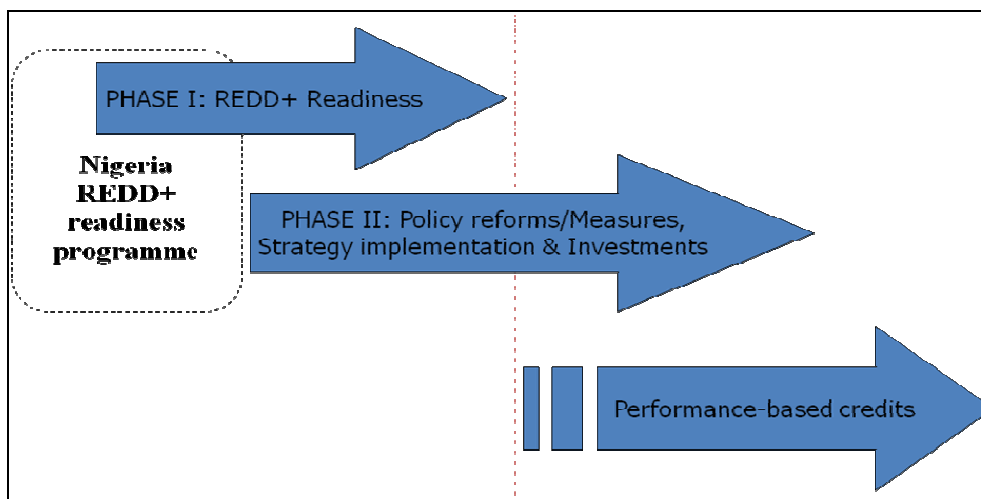 PHASE I: REDD+ Readiness
Nigeria
REDD+
readiness
programme
PHASE II: Policy reforms/Measures,
Strategy implementation & Investments
Performance-based credits